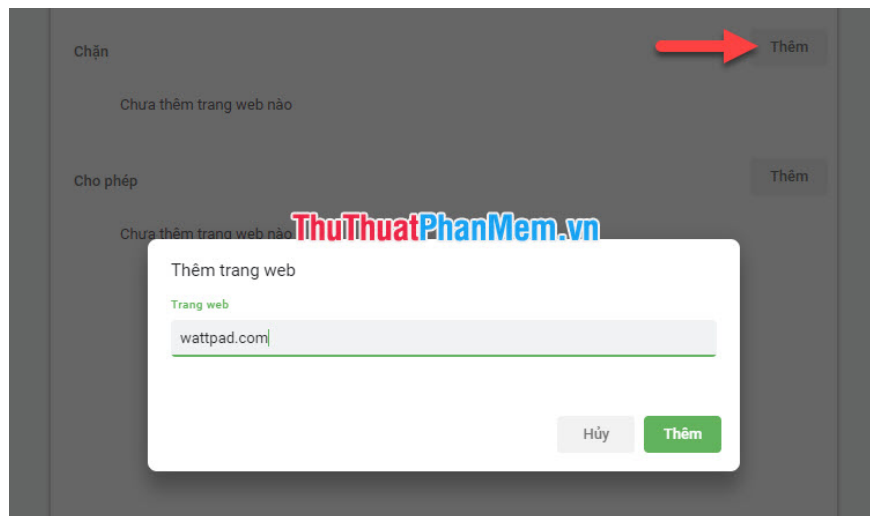 Chặn
Thêm
Chưa thêm trang web nào
Cho phép
Thêm
Chưa thêm trang web nào
ThuThuatPhanMem.vn
Thêm trang web
Trang web
wattpad.com
Hủy
Thêm